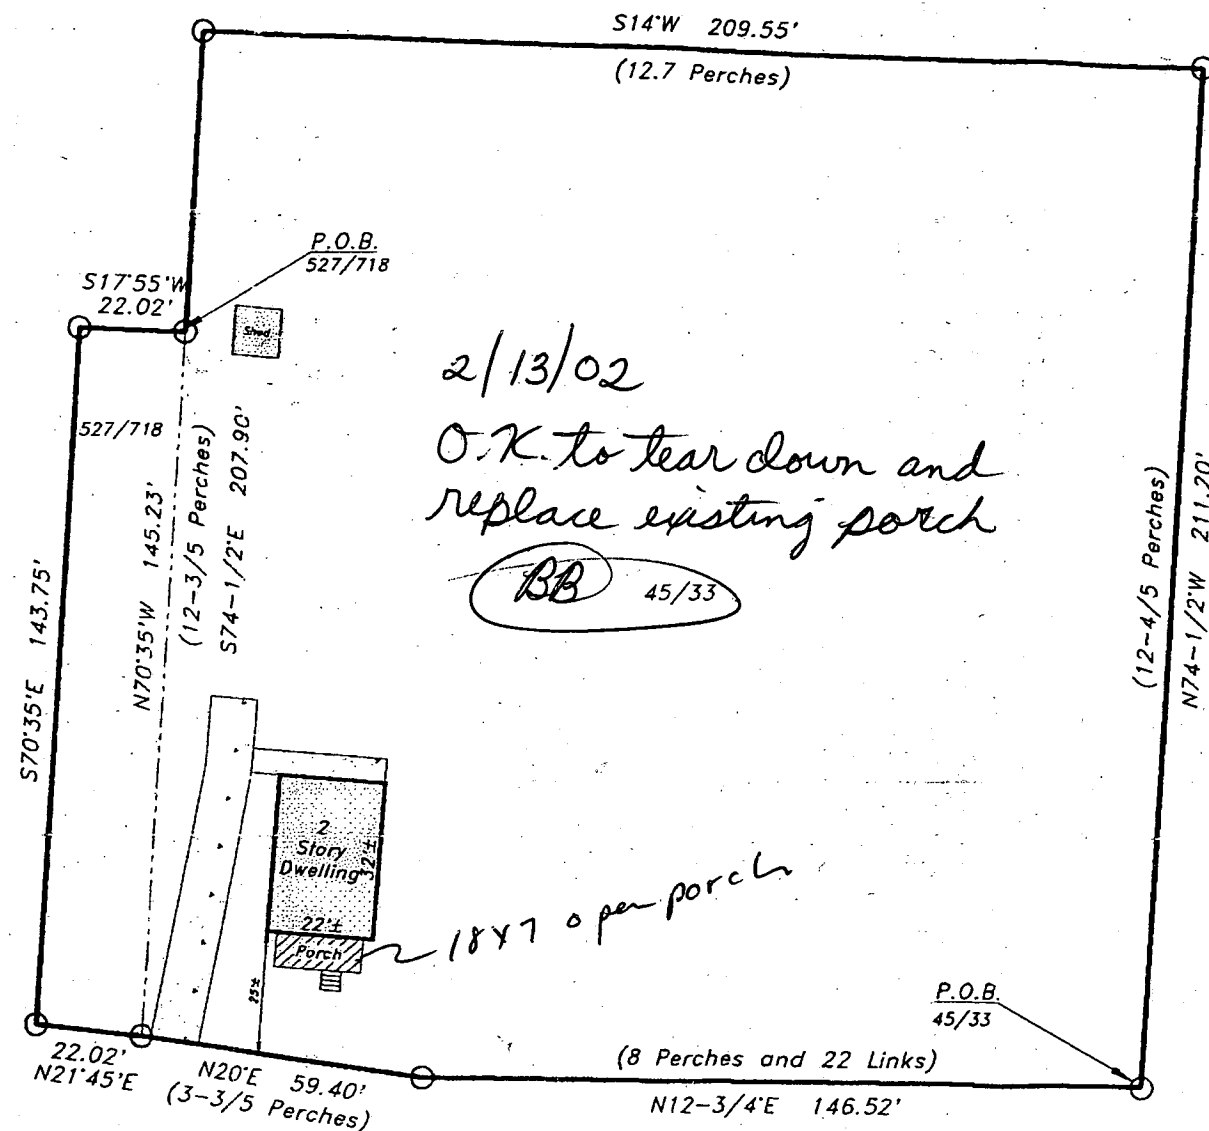 S14°W 209.55'
(12.7 Perches)
P.O.B.
527/718
S17°55'W
22.02'
Shed
2/13/02
O.K. to tear down and
replace existing porch
BB 45/33
527/718
S70°35'E 143.75'
N70°35'W 145.23'
(12-3/5 Perches)
S74-1/2°E 207.90'
(12-4/5 Perches)
N74-1/2°W 211.20'
2
Story
Dwelling
32'±
22'±
Porch
18X7 open porch
25'±
P.O.B.
45/33
22.02'
N21°45'E
N20°E 59.40'
(3-3/5 Perches)
(8 Perches and 22 Links)
N12-3/4°E 146.52'